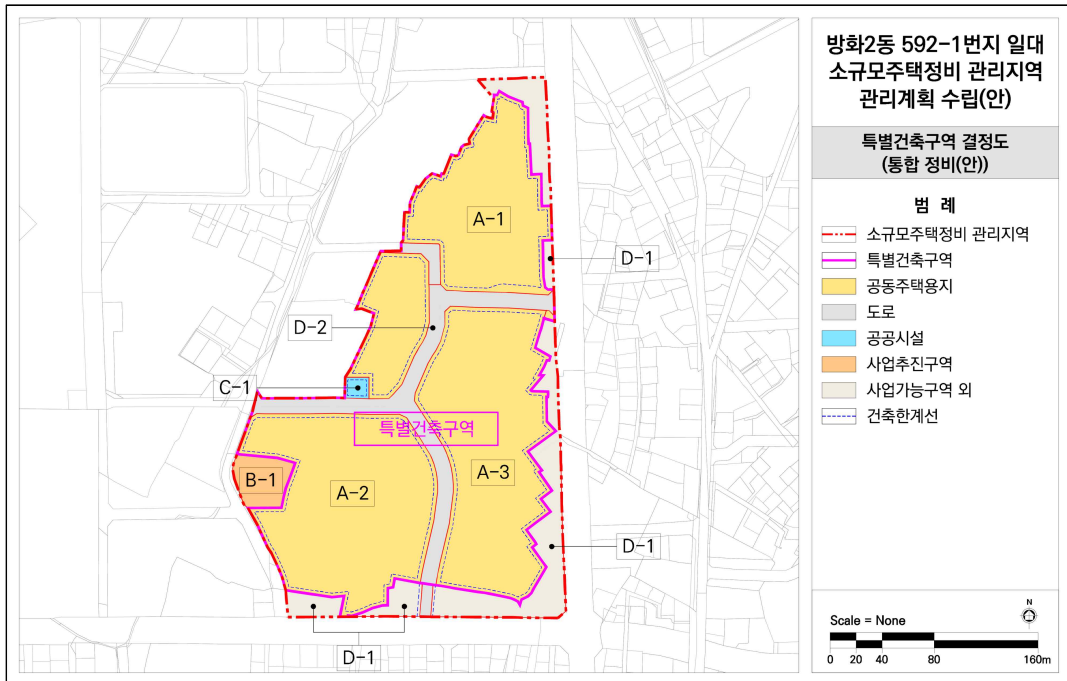 방화2동 592-1번지 일대
소규모주택정비 관리지역
관리계획 수립(안)
특별건축구역 결정도
(통합 정비(안))
범 례
소규모주택정비 관리지역
특별건축구역
공동주택용지
도로
공공시설
사업추진구역
사업가능구역 외
건축한계선
A-1
D-1
D-2
C-1
특별건축구역
B-1
A-2
A-3
D-1
D-1
N
Scale = None
0 20 40 80 160m